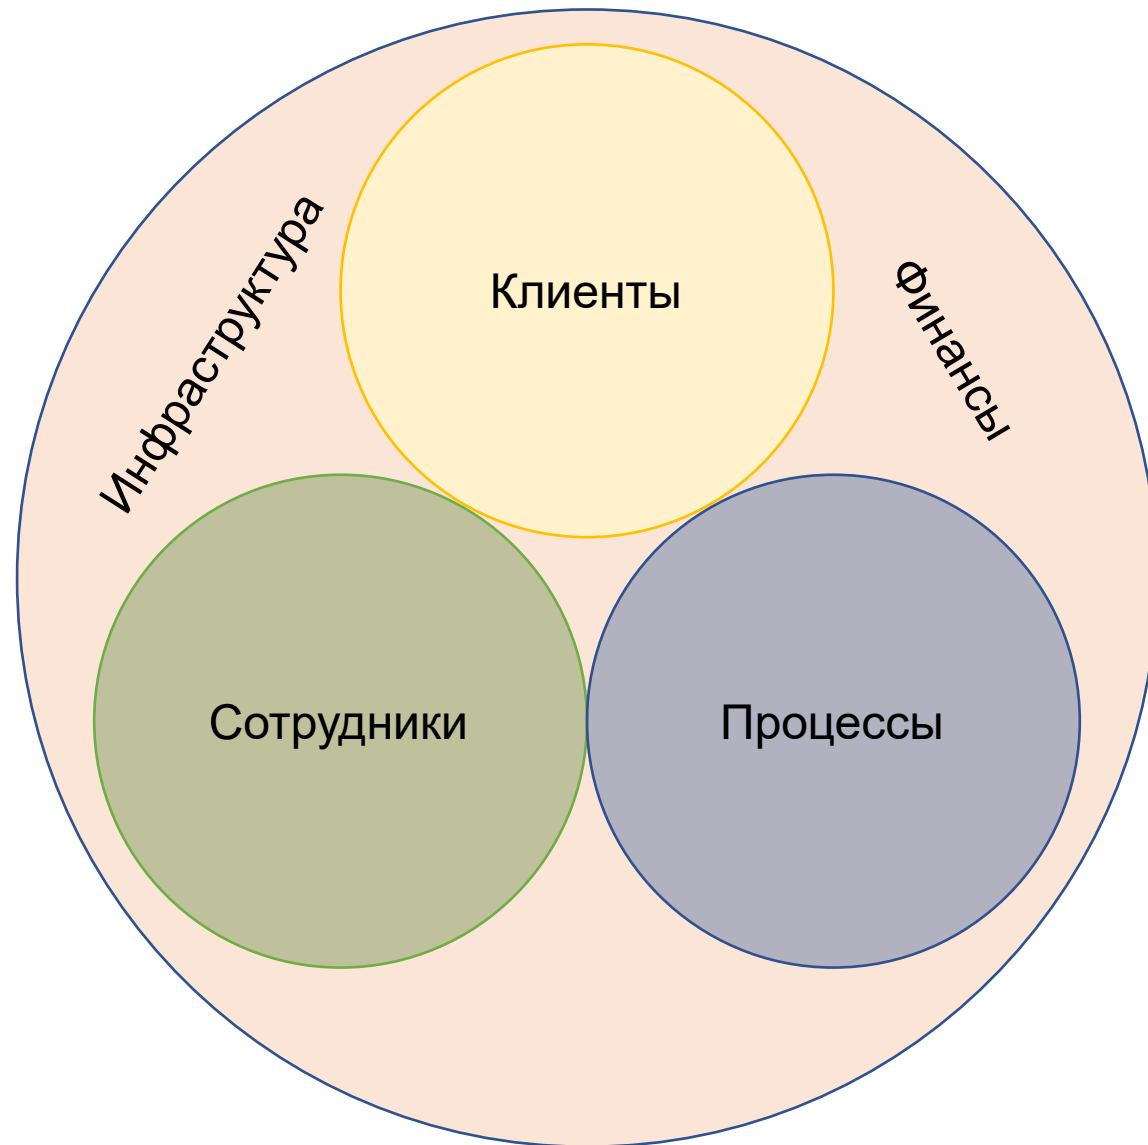 Инфраструктура
Клиенты
Финансы
Сотрудники
Процессы